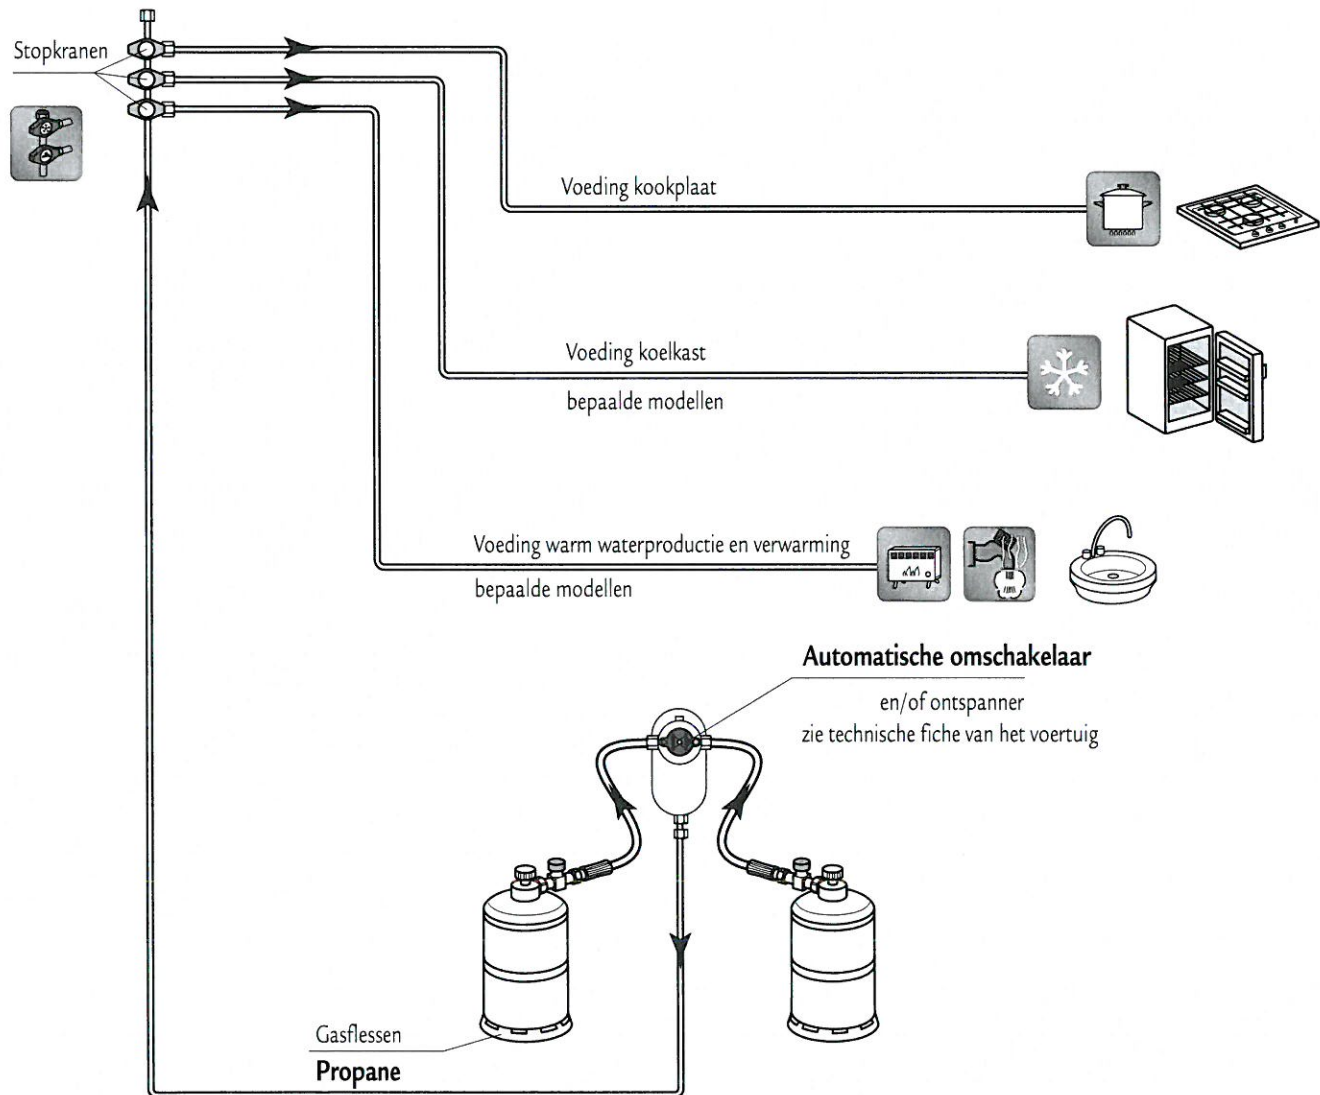 Stopkranen
Voeding kookplaat
Voeding koelkast
bepaalde modellen
Voeding warm waterproductie en verwarming
bepaalde modellen
Automatische omschakelaar
en/of ontspanner
zie technische fiche van het voertuig
Gasflessen
Propane